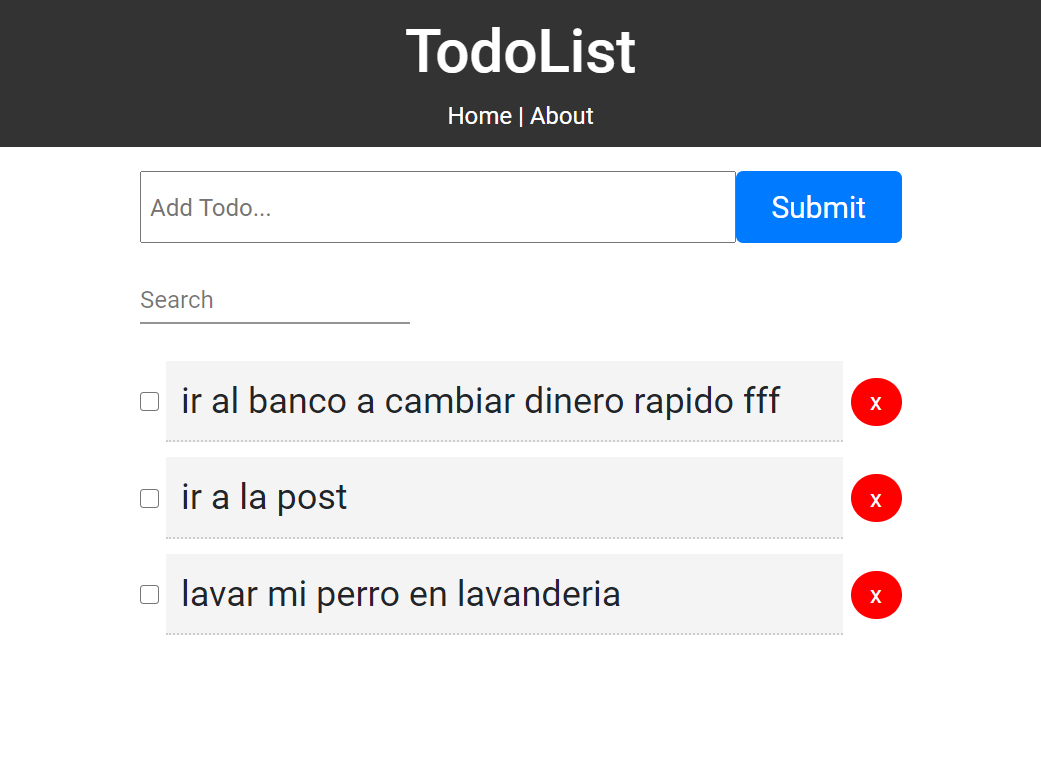 TodoList
Home | About
Add Todo...
Submit
Search
ir al banco a cambiar dinero rapido fff
x
ir a la post
x
lavar mi perro en lavanderia
x